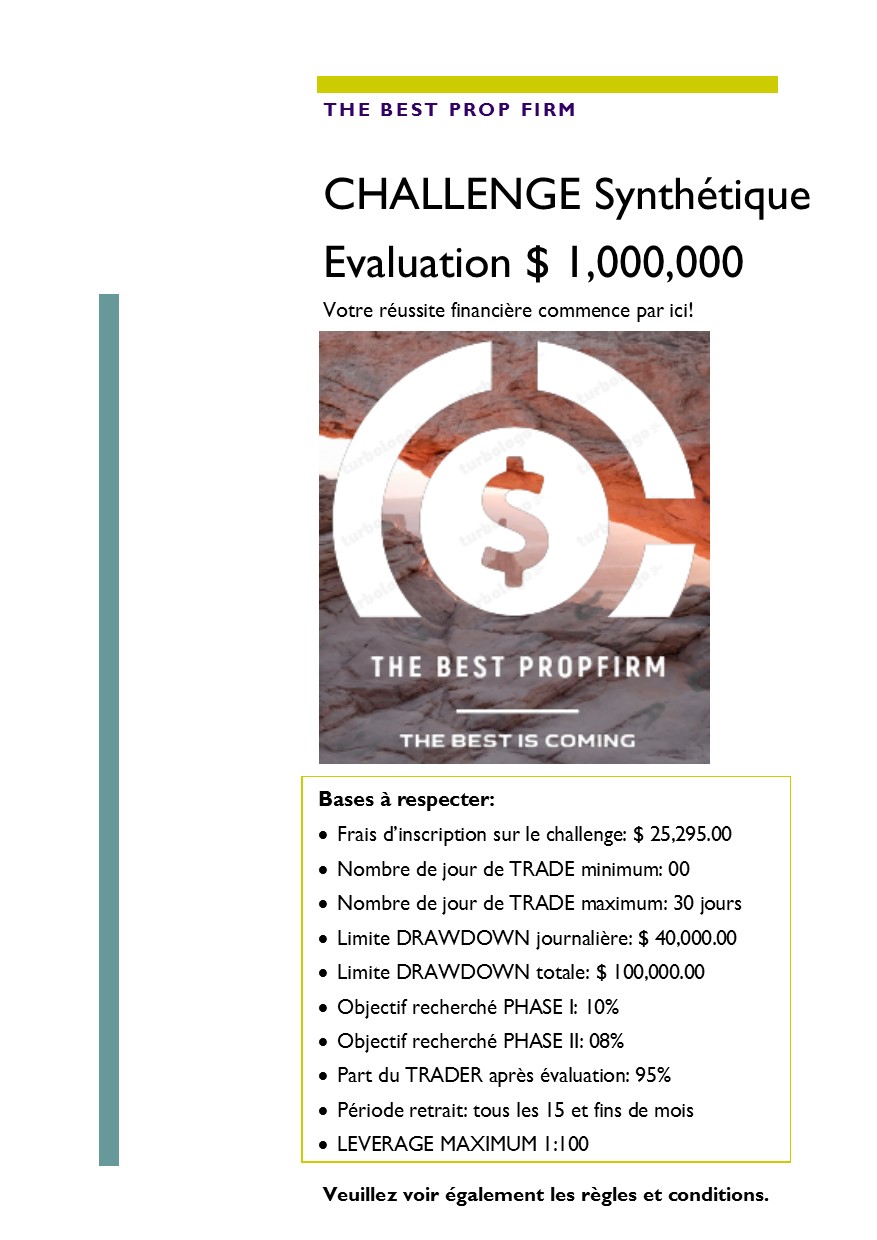 THE BEST PROP FIRM
CHALLENGE Synthétique
Evaluation $ 1,000,000
Votre réussite financière commence par ici!
turbologo
$
THE BEST PROPFIRM
THE BEST IS COMING
Bases à respecter:
• Frais d’inscription sur le challenge: $ 25,295.00
• Nombre de jour de TRADE minimum: 00
• Nombre de jour de TRADE maximum: 30 jours
• Limite DRAWDOWN journalière: $ 40,000.00
• Limite DRAWDOWN totale: $ 100,000.00
• Objectif recherché PHASE I: 10%
• Objectif recherché PHASE II: 08%
• Part du TRADER après évaluation: 95%
• Période retrait: tous les 15 et fins de mois
• LEVERAGE MAXIMUM 1:100
Veuillez voir également les règles et conditions.